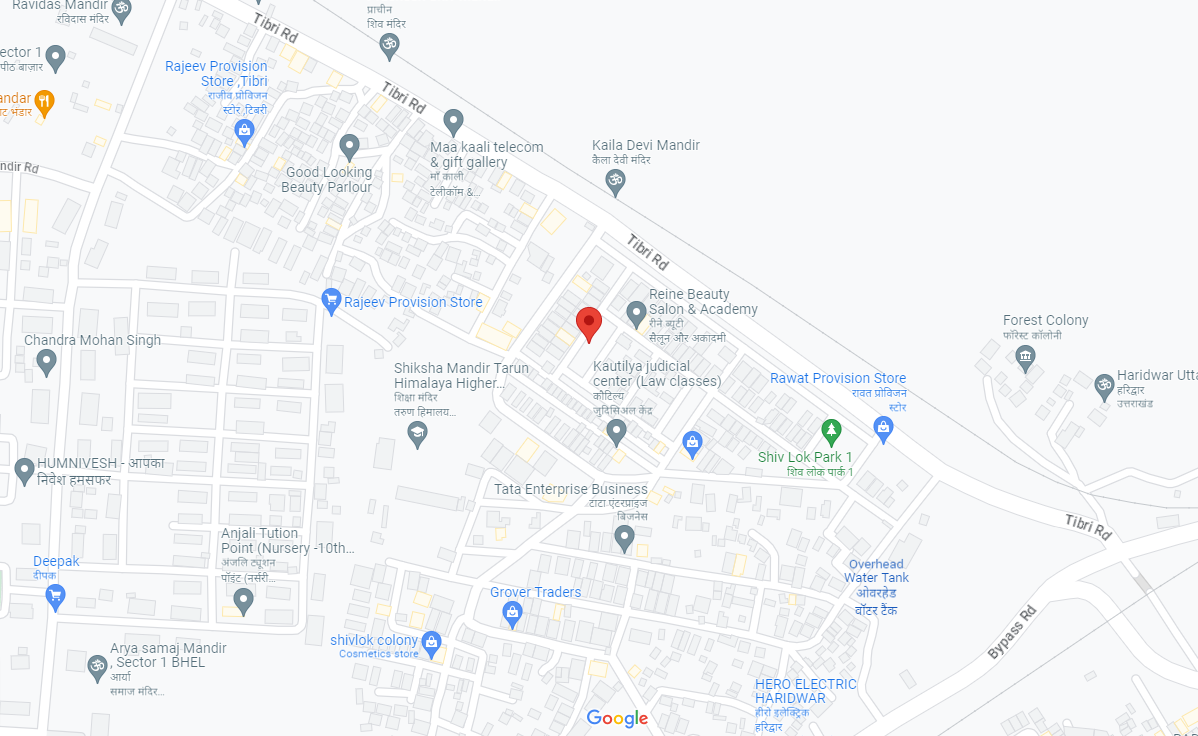 Ravidas Mandir
रविदास मंदिर
Tibri Rd
प्राचीन
शिव मंदिर
ector 1
पीठ बाज़ार
Rajeev Provision
Store ,Tibri
राजीव प्रोविजन
स्टोर ,टिबरी
Tibri Rd
andar
ाट भंडार
Maa kaali telecom
& gift gallery
माँ काली
टेलीकॉम &...
Kaila Devi Mandir
कैला देवी मंदिर
Good Looking
Beauty Parlour
ndir Rd
Tibri Rd
Rajeev Provision Store
Reine Beauty
Salon & Academy
रीने ब्यूटी
सैलून और अकादमी
Forest Colony
फॉरेस्ट कॉलोनी
Chandra Mohan Singh
Shiksha Mandir Tarun
Himalaya Higher...
शिक्षा मंदिर
तरुण हिमालय...
Kautilya judicial
center (Law classes)
कौटिल्य
जुदिसिअल केंद्र
Rawat Provision Store
रावत प्रोविजन
स्टोर
Haridwar Utta
हरिद्वार
उत्तराखंड
Shiv Lok Park 1
शिव लोक पार्क 1
HUMNIVESH - आपका
निवेश हमसफर
Tata Enterprise Business
टाटा एंटरप्राइज
बिजनेस
Tibri Rd
Anjali Tution
Point (Nursery -10th...
अंजलि ट्यूशन
पॉइंट (नर्सरी...
Deepak
दीपक
Overhead
Water Tank
ओवरहेड
वॉटर टैंक
Grover Traders
Bypass Rd
shivlok colony
Cosmetics store
Arya samaj Mandir
, Sector 1 BHEL
आर्या
समाज मंदिर...
HERO ELECTRIC
HARIDWAR
हीरो इलेक्ट्रिक
हरिद्वार
Google